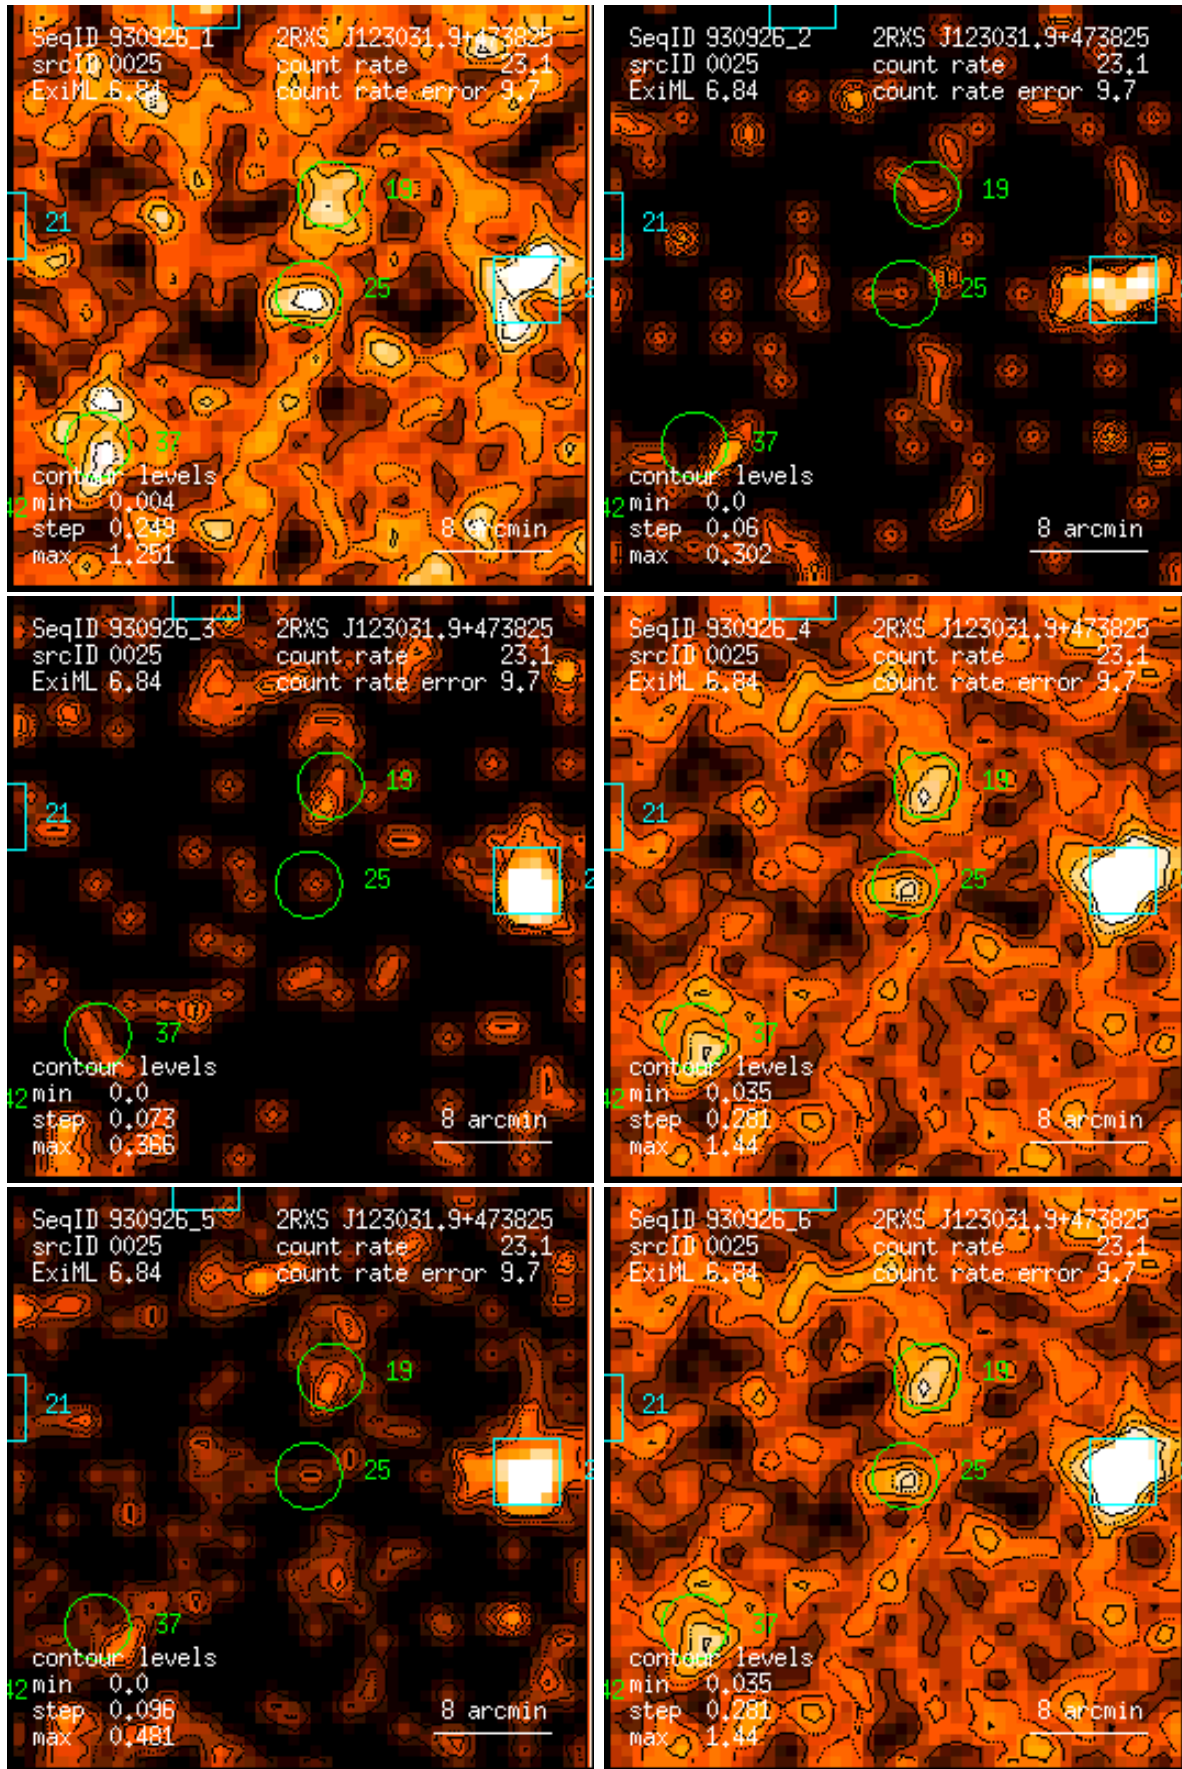 SeqID 930926_1 2RXS J123031.9+473825
srcID 0025 count rate 23.1
ExiML 6.84 count rate error 9.7
19
21
25
37
contour levels
42 min 0.004
step 0.249 8 arcmin
max 1.251
SeqID 930926_2 2RXS J123031.9+473825
srcID 0025 count rate 23.1
ExiML 6.84 count rate error 9.7
19
21
25
37
contour levels
42 min 0.0
step 0.06 8 arcmin
max 0.302
SeqID 930926_3 2RXS J123031.9+473825
srcID 0025 count rate 23.1
ExiML 6.84 count rate error 9.7
19
21
25
37
contour levels
42 min 0.0
step 0.073 8 arcmin
max 0.366
SeqID 930926_4 2RXS J123031.9+473825
srcID 0025 count rate 23.1
ExiML 6.84 count rate error 9.7
19
21
25
37
contour levels
42 min 0.035
step 0.281 8 arcmin
max 1.44
SeqID 930926_5 2RXS J123031.9+473825
srcID 0025 count rate 23.1
ExiML 6.84 count rate error 9.7
19
21
25
37
contour levels
42 min 0.0
step 0.096 8 arcmin
max 0.481
SeqID 930926_6 2RXS J123031.9+473825
srcID 0025 count rate 23.1
ExiML 6.84 count rate error 9.7
19
21
25
37
contour levels
42 min 0.035
step 0.281 8 arcmin
max 1.44